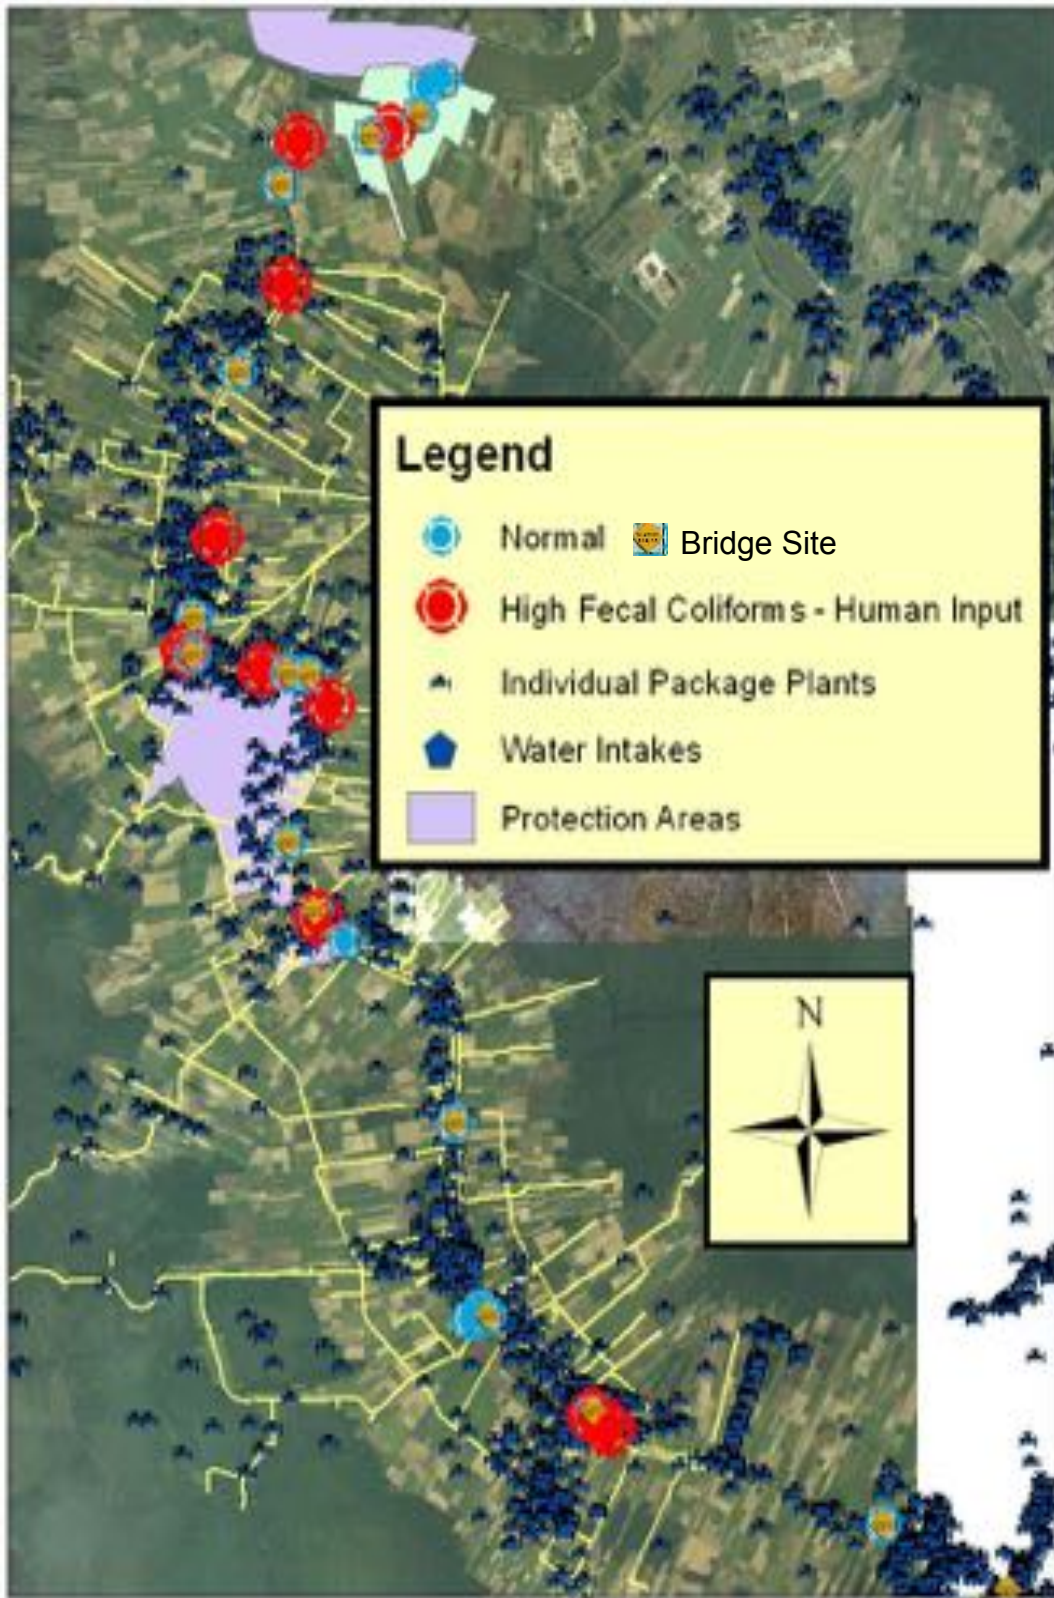 Legend
Normal Bridge Site
High Fecal Coliforms - Human Input
Individual Package Plants
Water Intakes
Protection Areas
N